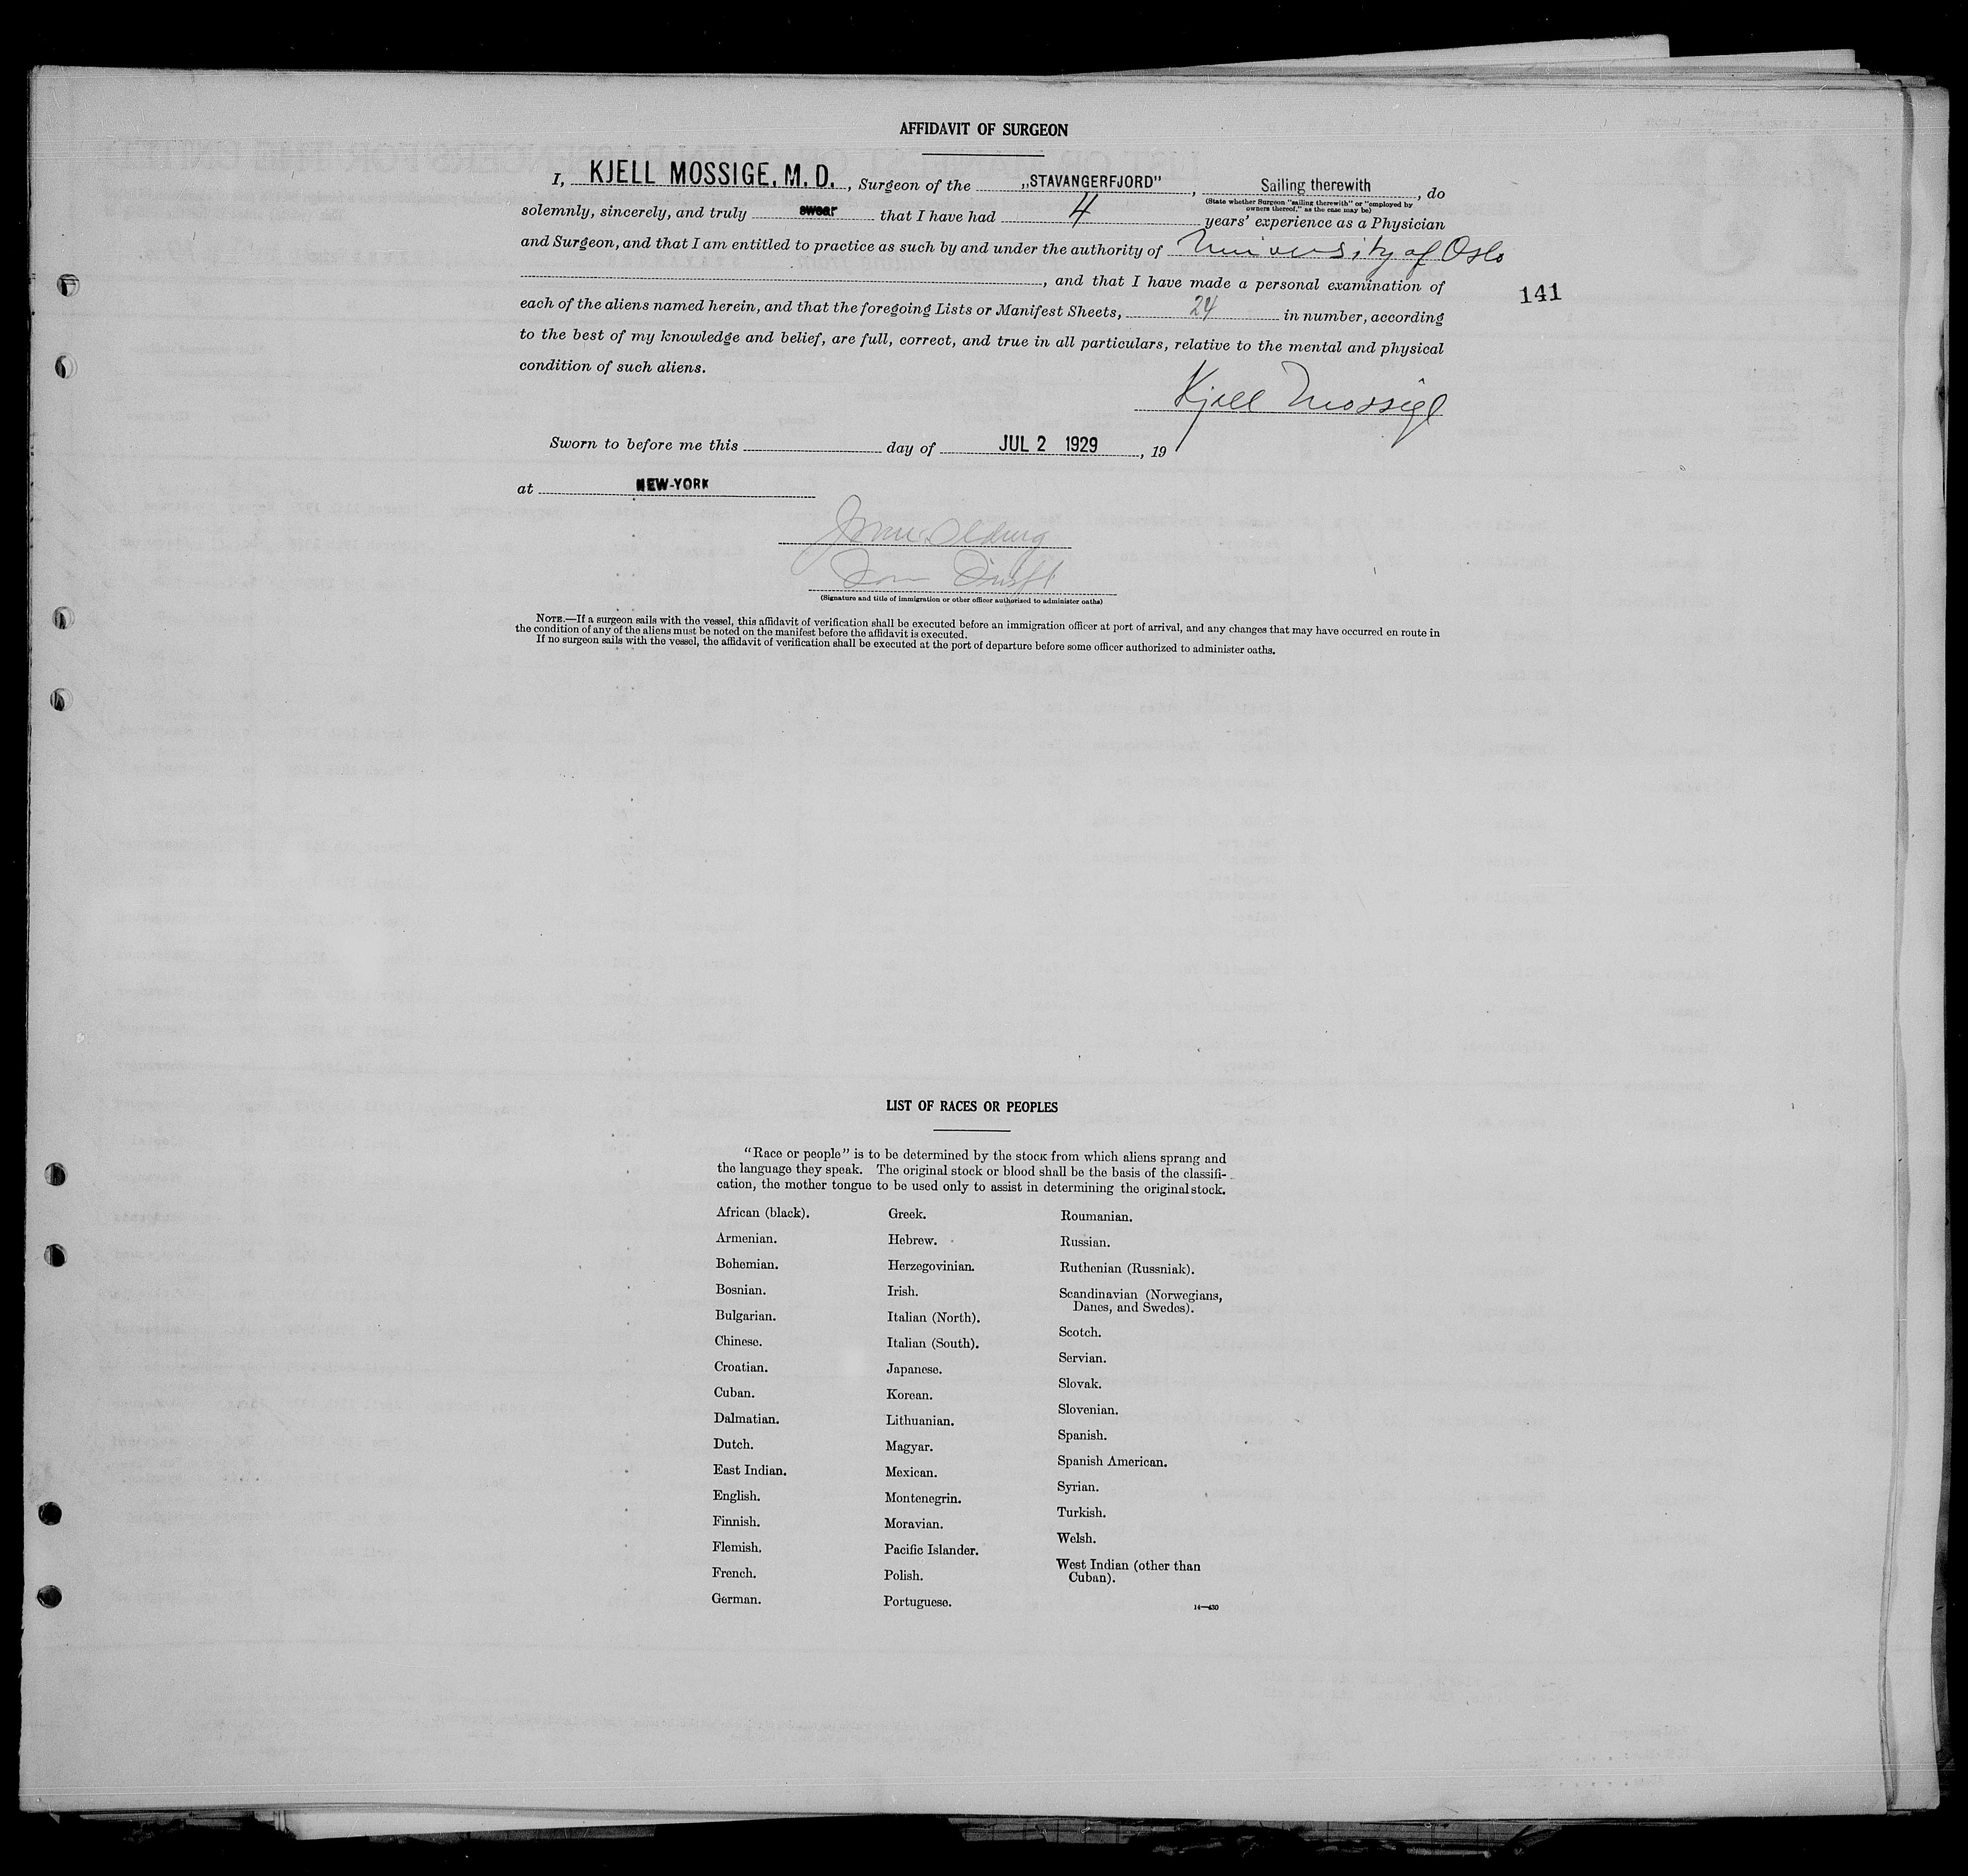 AFFIDAVIT OF SURGEON
I, KJELL MOSSIGE, M. D., Surgeon of the „STAVANGERFJORD", Sailing therewith, do
(State whether Surgeon "sailing therewith" or "employed by
owners thereof," as the case may be)
solemnly, sincerely, and truly swear that I have had 4 years' experience as a Physician
and Surgeon, and that I am entitled to practice as such by and under the authority of University of Oslo
, and that I have made a personal examination of
141
each of the aliens named herein, and that the foregoing Lists or Manifest Sheets, 24 in number, according
to the best of my knowledge and belief, are full, correct, and true in all particulars, relative to the mental and physical
condition of such aliens.
Kjell Mossige
Sworn to before me this day of JUL 2 1929, 19
at NEW-YORK
(Signature and title of immigration or other officer authorized to administer oaths)
NOTE.—If a surgeon sails with the vessel, this affidavit of verification shall be executed before an immigration officer at port of arrival, and any changes that may have occurred en route in
the condition of any of the aliens must be noted on the manifest before the affidavit is executed.
If no surgeon sails with the vessel, the affidavit of verification shall be executed at the port of departure before some officer authorized to administer oaths.
LIST OF RACES OR PEOPLES
"Race or people" is to be determined by the stock from which aliens sprang and
the language they speak. The original stock or blood shall be the basis of the classifi-
cation, the mother tongue to be used only to assist in determining the original stock.
African (black).
Armenian.
Bohemian.
Bosnian.
Bulgarian.
Chinese.
Croatian.
Cuban.
Dalmatian.
Dutch.
East Indian.
English.
Finnish.
Flemish.
French.
German.
Greek.
Hebrew.
Herzegovinian.
Irish.
Italian (North).
Italian (South).
Japanese.
Korean.
Lithuanian.
Magyar.
Mexican.
Montenegrin.
Moravian.
Pacific Islander.
Polish.
Portuguese.
Roumanian.
Russian.
Ruthenian (Russniak).
Scandinavian (Norwegians,
Danes, and Swedes).
Scotch.
Servian.
Slovak.
Slovenian.
Spanish.
Spanish American.
Syrian.
Turkish.
Welsh.
West Indian (other than
Cuban).
14—430